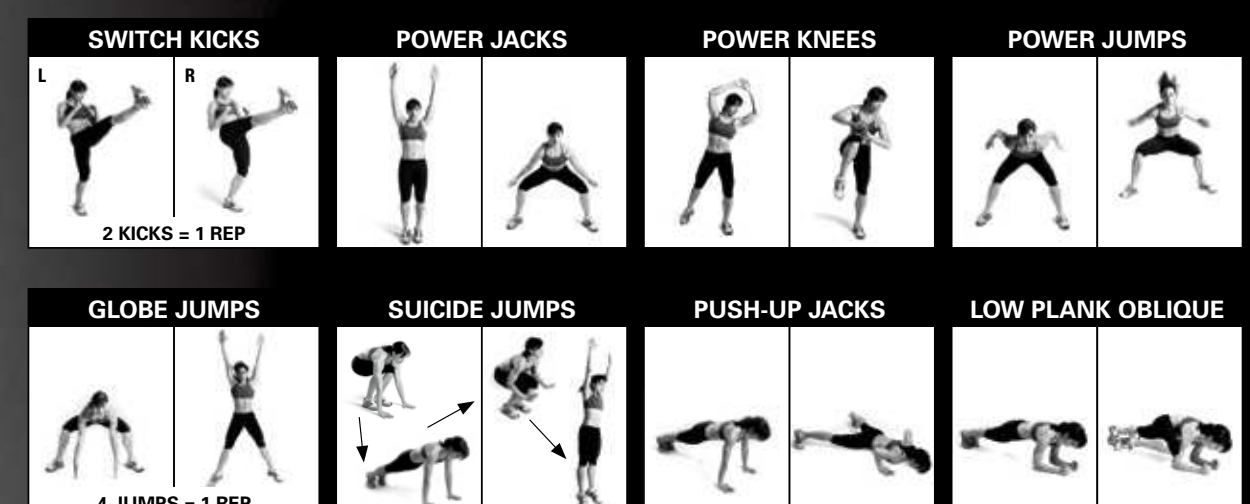 SWITCH KICKS
POWER JACKS
POWER KNEES
POWER JUMPS
L
R
2 KICKS = 1 REP
GLOBE JUMPS
SUICIDE JUMPS
PUSH-UP JACKS
LOW PLANK OBLIQUE
4 JUMPS = 1 REP